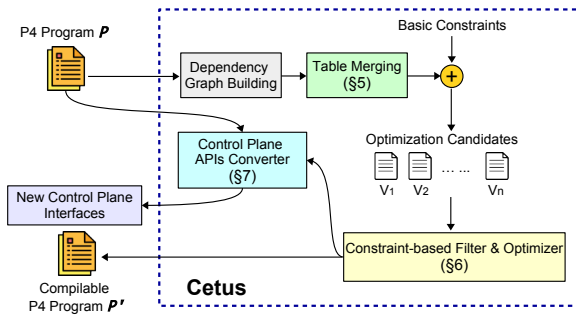 P4 Program P
Basic Constraints
Dependency
Graph Building
Table Merging
(§5)
+
Control Plane
APIs Converter
(§7)
Optimization Candidates
V1 V2 ... ... Vn
New Control Plane
Interfaces
Constraint-based Filter & Optimizer
(§6)
Compilable
P4 Program P'
Cetus